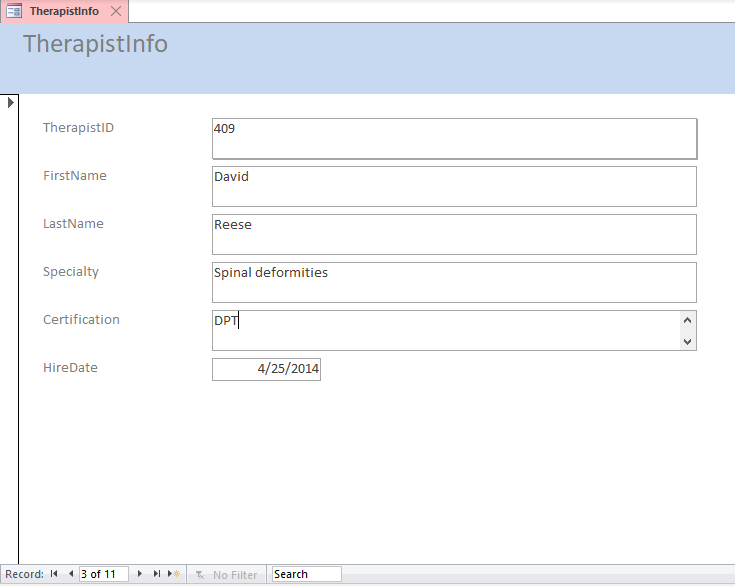 TherapistInfo
TherapistInfo
TherapistID 409
FirstName David
LastName Reese
Specialty Spinal deformities
Certification DPT
HireDate 4/25/2014
Record: 3 of 11 No Filter Search